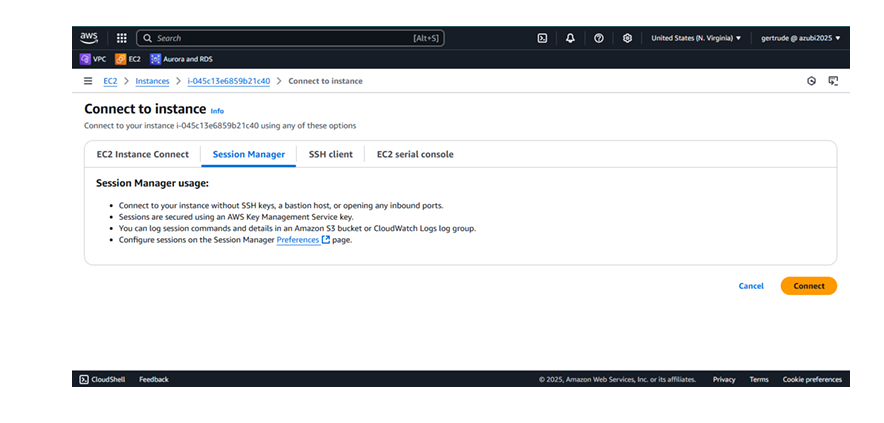 aws
Search [Alt+S] United States (N. Virginia) ▼ gertrude @ azubi2025 ▼
VPC EC2 Aurora and RDS
EC2 > Instances > i-045c13e6859b21c40 > Connect to instance
Connect to instance Info
Connect to your instance i-045c13e6859b21c40 using any of these options
EC2 Instance Connect Session Manager SSH client EC2 serial console
Session Manager usage:
• Connect to your instance without SSH keys, a bastion host, or opening any inbound ports.
• Sessions are secured using an AWS Key Management Service key.
• You can log session commands and details in an Amazon S3 bucket or CloudWatch Logs log group.
• Configure sessions on the Session Manager Preferences page.
Cancel Connect
CloudShell Feedback © 2025, Amazon Web Services, Inc. or its affiliates. Privacy Terms Cookie preferences